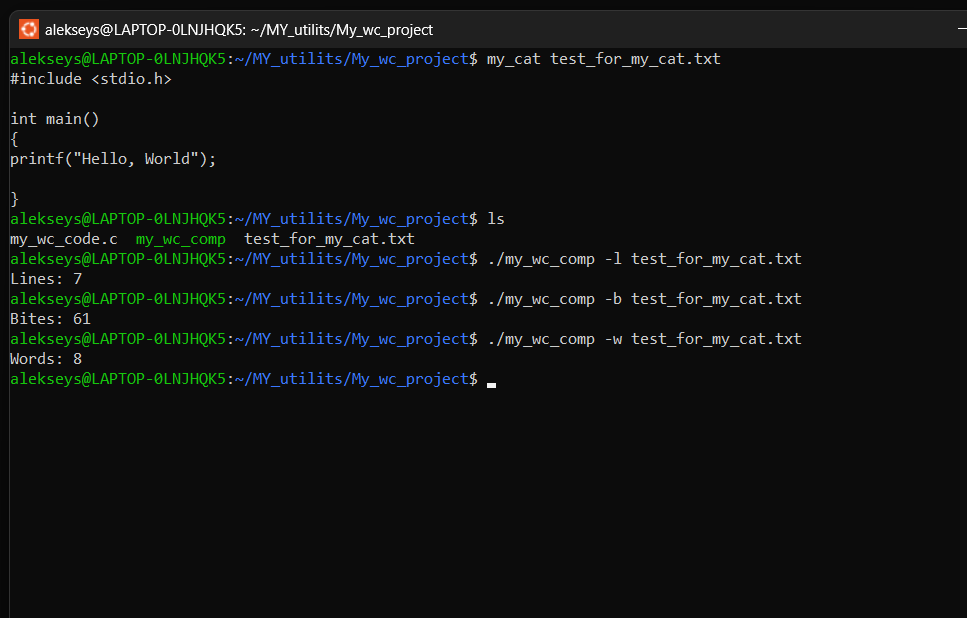 alekseys@LAPTOP-0LNJHQK5: ~/MY_utilits/My_wc_project
alekseys@LAPTOP-0LNJHQK5:~/MY_utilits/My_wc_project$ my_cat test_for_my_cat.txt
#include <stdio.h>
int main()
{
printf("Hello, World");
}
alekseys@LAPTOP-0LNJHQK5:~/MY_utilits/My_wc_project$ ls
my_wc_code.c  my_wc_comp  test_for_my_cat.txt
alekseys@LAPTOP-0LNJHQK5:~/MY_utilits/My_wc_project$ ./my_wc_comp -l test_for_my_cat.txt
Lines: 7
alekseys@LAPTOP-0LNJHQK5:~/MY_utilits/My_wc_project$ ./my_wc_comp -b test_for_my_cat.txt
Bites: 61
alekseys@LAPTOP-0LNJHQK5:~/MY_utilits/My_wc_project$ ./my_wc_comp -w test_for_my_cat.txt
Words: 8
alekseys@LAPTOP-0LNJHQK5:~/MY_utilits/My_wc_project$